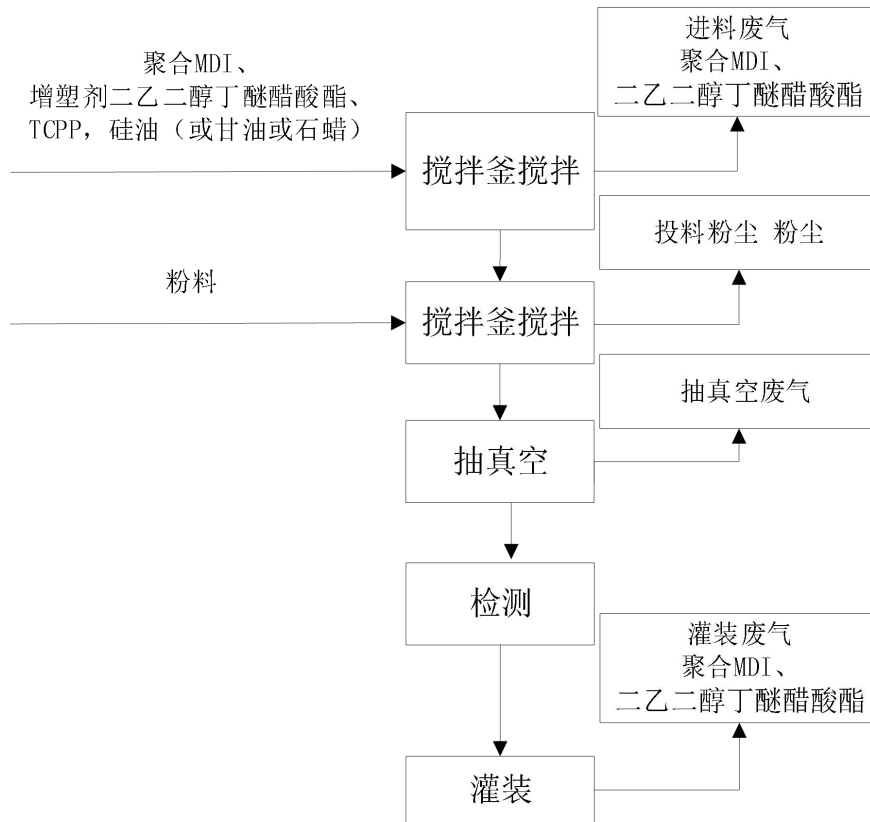 聚合MDI、
增塑剂二乙二醇丁醚醋酸酯、
TCPP，硅油（或甘油或石蜡）
进料废气
聚合MDI、
二乙二醇丁醚醋酸酯
搅拌釜搅拌
投料粉尘 粉尘
粉料
搅拌釜搅拌
抽真空废气
抽真空
检测
灌装废气
聚合MDI、
二乙二醇丁醚醋酸酯
灌装